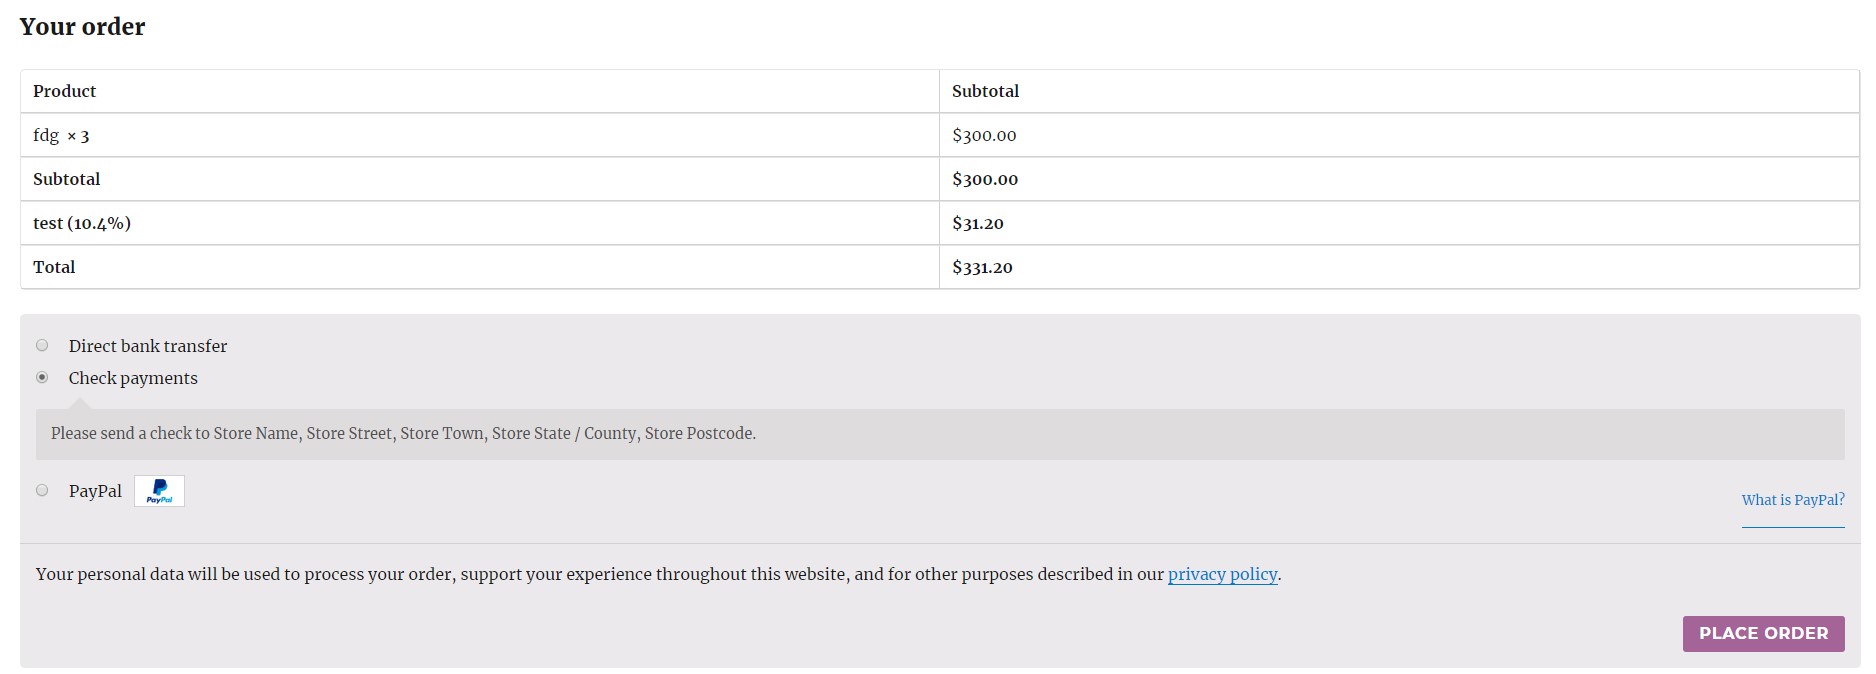 Your order
Product Subtotal
fdg × 3 $300.00
Subtotal $300.00
test (10.4%) $31.20
Total $331.20
Direct bank transfer
Check payments
Please send a check to Store Name, Store Street, Store Town, Store State / County, Store Postcode.
PayPal PayPal What is PayPal?
Your personal data will be used to process your order, support your experience throughout this website, and for other purposes described in our privacy policy.
PLACE ORDER